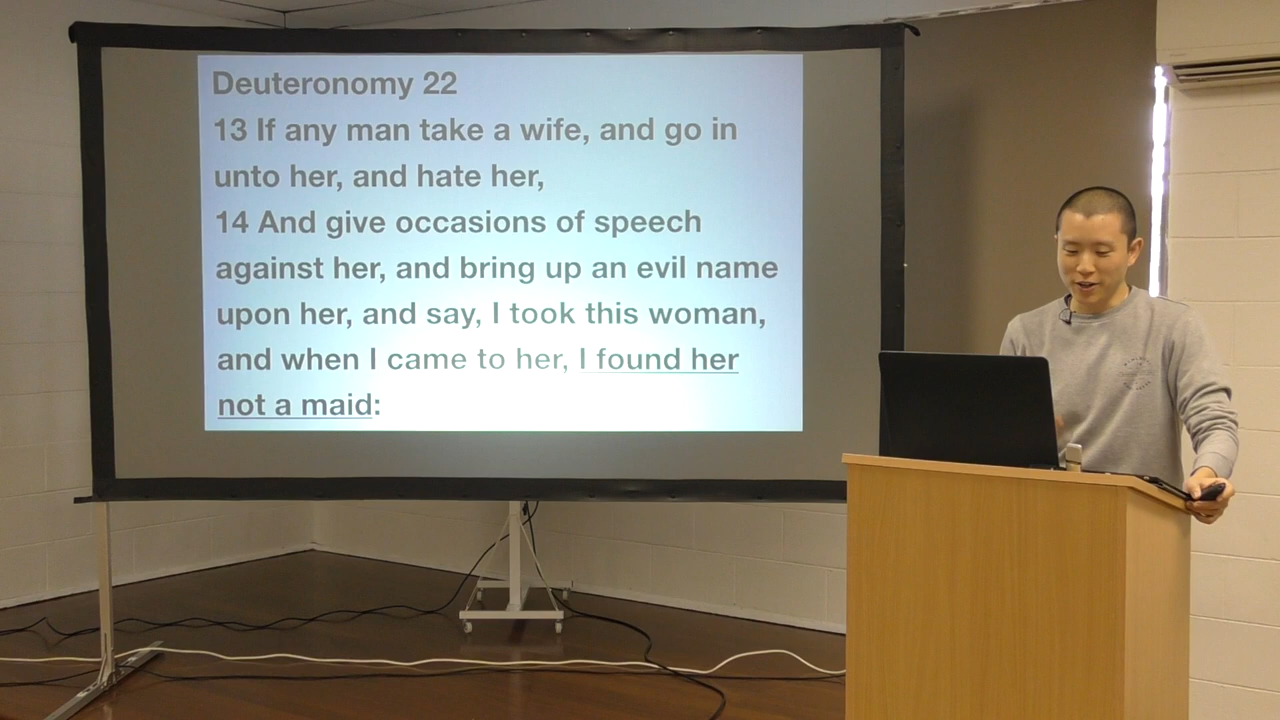 Deuteronomy 22
13 If any man take a wife, and go in
unto her, and hate her,
14 And give occasions of speech
against her, and bring up an evil name
upon her, and say, I took this woman,
and when I came to her, I found her
not a maid: